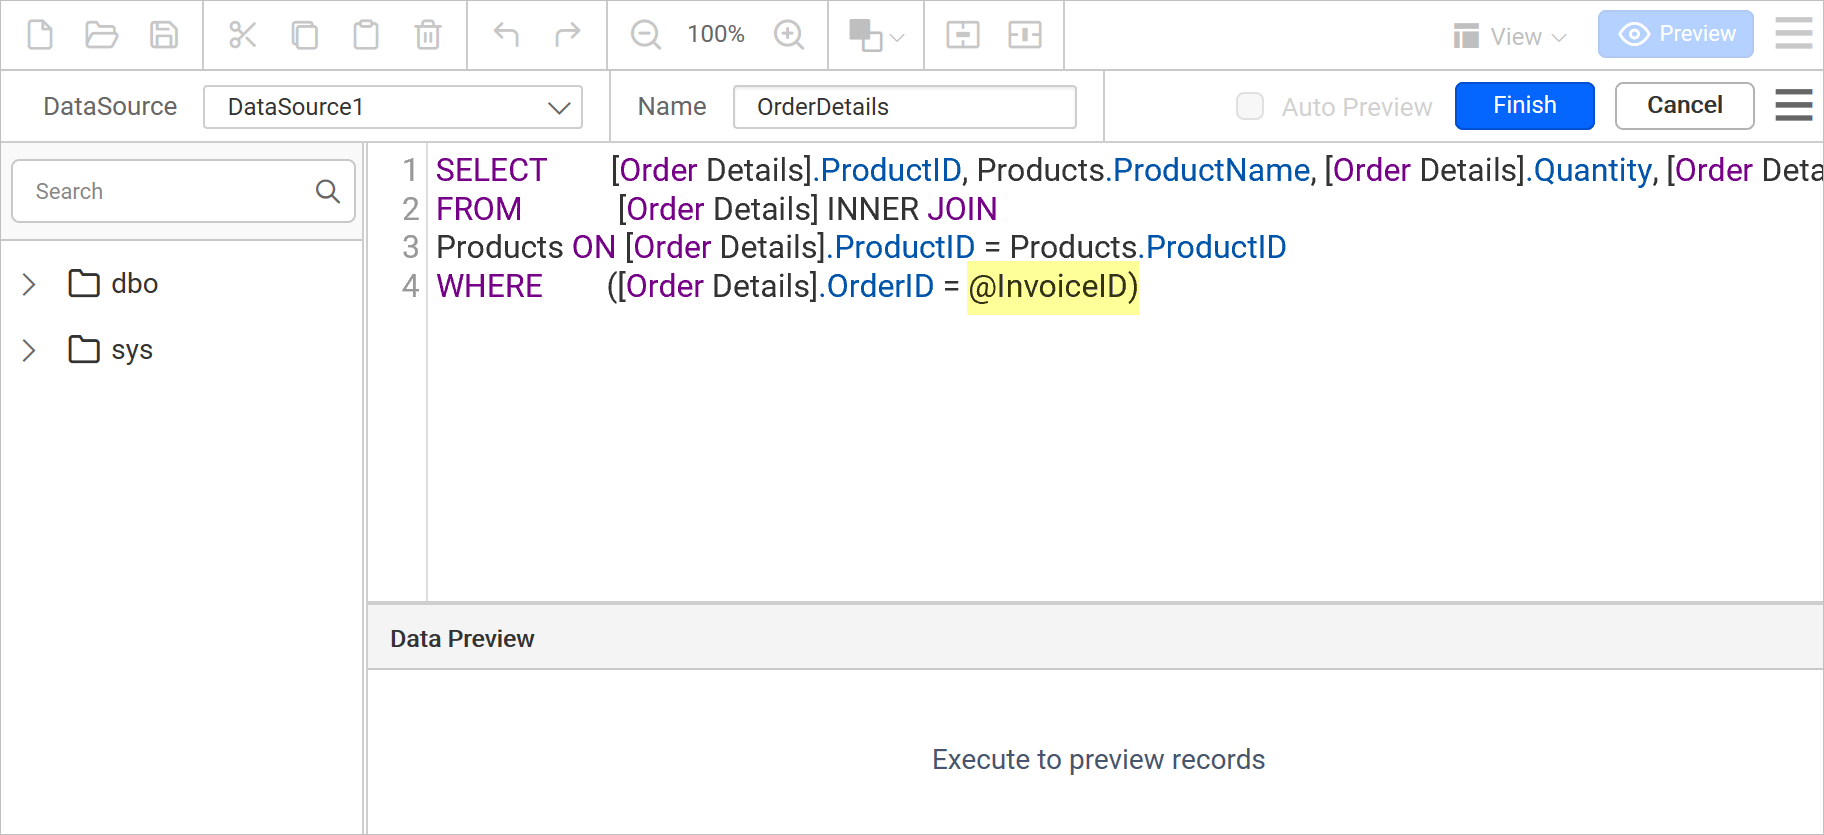 100% View Preview
DataSource DataSource1 Name OrderDetails Auto Preview Finish Cancel
Search
dbo
sys
1 SELECT [Order Details].ProductID, Products.ProductName, [Order Details].Quantity, [Order Deta
2 FROM [Order Details] INNER JOIN
3 Products ON [Order Details].ProductID = Products.ProductID
4 WHERE ([Order Details].OrderID = @InvoiceID)
Data Preview
Execute to preview records